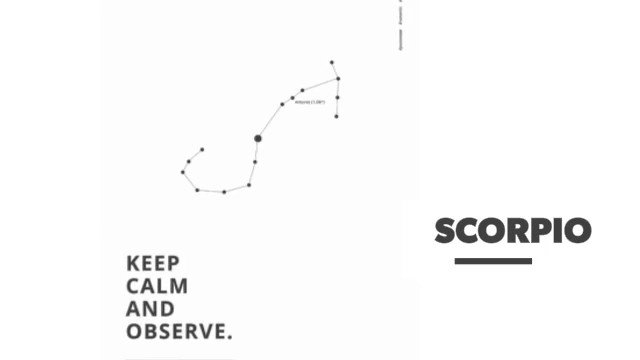 KEEP
CALM
AND
OBSERVE.
SCORPIO